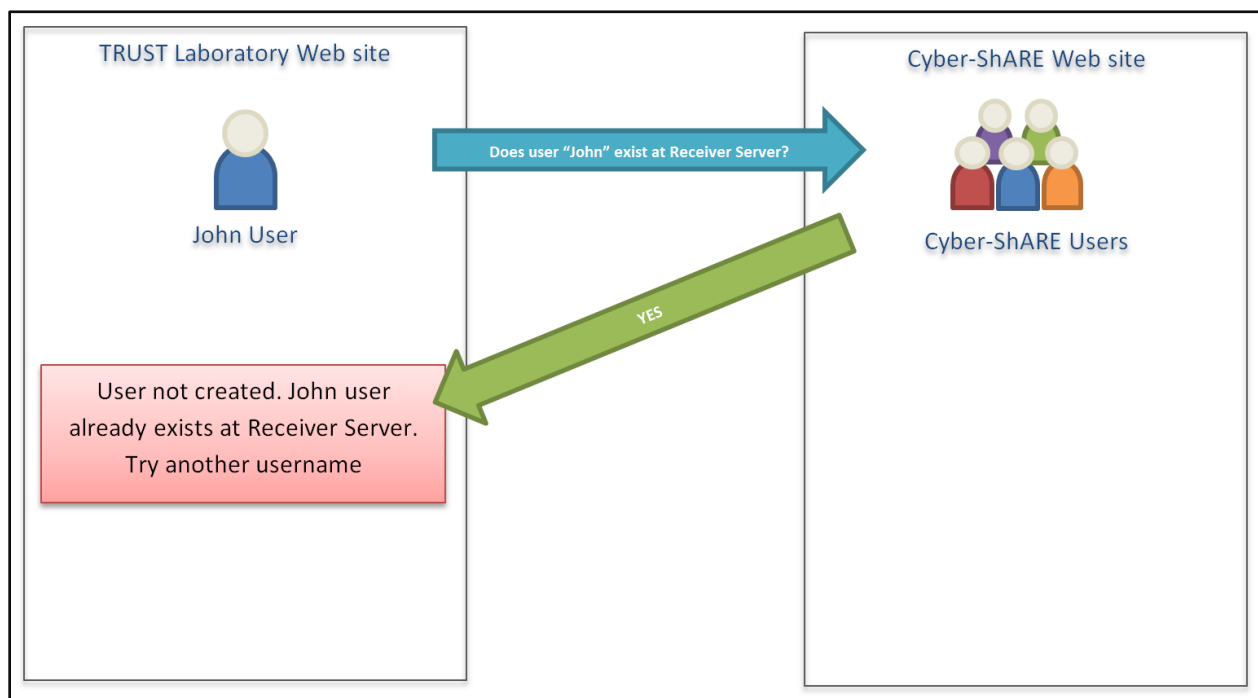 TRUST Laboratory Web site
Cyber-ShARE Web site
Does user “John” exist at Receiver Server?
John User
Cyber-ShARE Users
YES
User not created. John user
already exists at Receiver Server.
Try another username